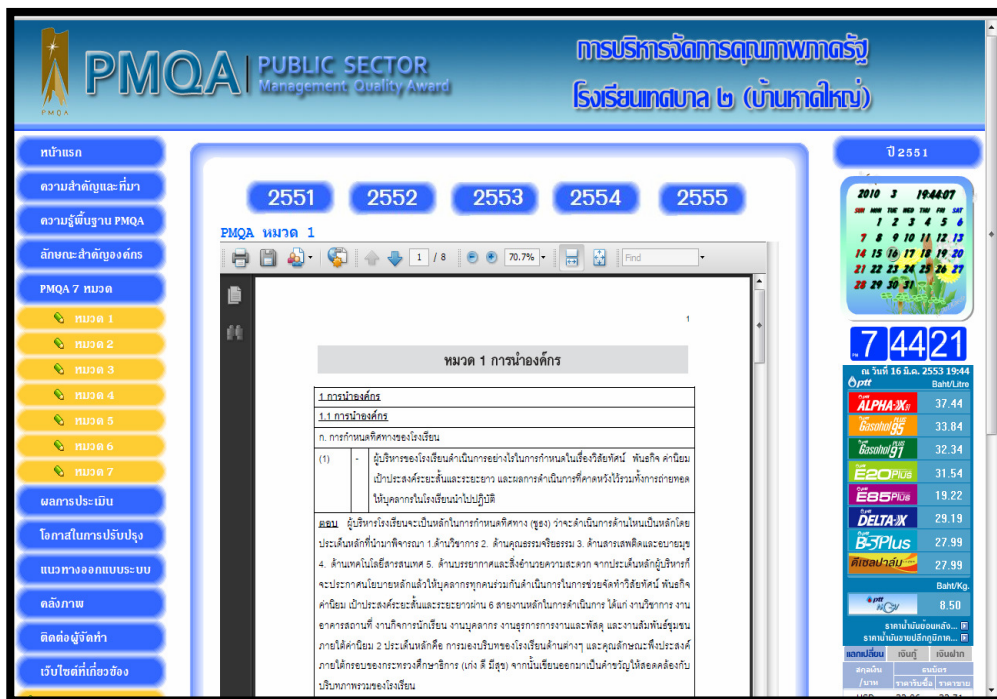 PMQA
PUBLIC SECTOR
Management Quality Award
PMQA
การบริหารจัดการคุณภาพภาครัฐ
โรงเรียนเทศบาล ๒ (บ้านหาดใหญ่)
หน้าแรก
ความสำคัญและที่มา
ความรู้พื้นฐาน PMQA
ลักษณะสำคัญองค์กร
PMQA 7 หมวด
หมวด 1
หมวด 2
หมวด 3
หมวด 4
หมวด 5
หมวด 6
หมวด 7
ผลการประเมิน
โอกาสในการปรับปรุง
แนวทางออกแบบระบบ
คลังภาพ
ติดต่อผู้จัดทำ
เว็บไซต์ที่เกี่ยวข้อง
2551 2552 2553 2554 2555
PMQA หมวด 1
1 / 8 70.7% Find
1
หมวด 1 การนำองค์กร
1.การนำองค์กร
1.1 การนำองค์กร
ก. การกำหนดทิศทางของโรงเรียน
(1) - ผู้บริหารของโรงเรียนดำเนินการอย่างไรในการกำหนดในเรื่องวิสัยทัศน์ พันธกิจ ค่านิยม
เป้าประสงค์ระยะสั้นและระยะยาว และผลการดำเนินการที่คาดหวังไว้รวมทั้งการถ่ายทอด
ให้บุคลากรในโรงเรียนนำไปปฏิบัติ
ตอบ ผู้บริหารโรงเรียนจะเป็นหลักในการกำหนดทิศทาง (ชูธง) ว่าจะดำเนินการด้านไหนเป็นหลักโดย
ประเด็นหลักที่นำมาพิจารณา 1.ด้านวิชาการ 2. ด้านคุณธรรมจริยธรรม 3. ด้านสารเสพติดและอบายมุข
4. ด้านเทคโนโลยีสารสนเทศ 5. ด้านบรรยากาศและสิ่งอำนวยความสะดวก จากประเด็นหลักผู้บริหารก็
จะประกาศนโยบายหลักแล้วให้บุคลากรทุกคนร่วมกันดำเนินการในการช่วยจัดทำวิสัยทัศน์ พันธกิจ
ค่านิยม เป้าประสงค์ระยะสั้นและระยะยาวผ่าน 6 สายงานหลักในการดำเนินการ ได้แก่ งานวิชาการ งาน
อาคารสถานที่ งานกิจการนักเรียน งานบุคลากร งานธุรการการงานและพัสดุ และงานสัมพันธ์ชุมชน
ภายใต้ค่านิยม 2 ประเด็นหลักคือ การมองบริบทของโรงเรียนด้านต่างๆ และคุณลักษณะพึงประสงค์
ภายใต้กรอบของกระทรวงศึกษาธิการ (เก่ง ดี มีสุข) จากนั้นเขียนออกมาเป็นคำขวัญให้สอดคล้องกับ
บริบทภาพรวมของโรงเรียน
ปี 2551
2010 3 19:44:07
SUN MON TUE WED THU FRI SAT
1 2 3 4 5 6
7 8 9 10 11 12 13
14 15 16 17 18 19 20
21 22 23 24 25 26 27
28 29 30 31
PM 7 44 21
ณ วันที่ 16 มี.ค. 2553 19:44
ptt Baht/Litre
ALPHA-X 37.44
Gasohol 95 PLUS 33.84
Gasohol 91 PLUS 32.34
E20 PLUS 31.54
E85 PLUS 19.22
DELTA-X 29.19
B-5 Plus 27.99
ดีเซลปาล์ม 27.99
Baht/Kg.
ptt NGV 8.50
ราคาน้ำมันย้อนหลัง...
ราคาน้ำมันขายปลีกภูมิภาค...
แลกเปลี่ยน เงินกู้ เงินฝาก
สกุลเงิน ธนบัตร
/บาท ราคารับซื้อ ราคาขาย
USD